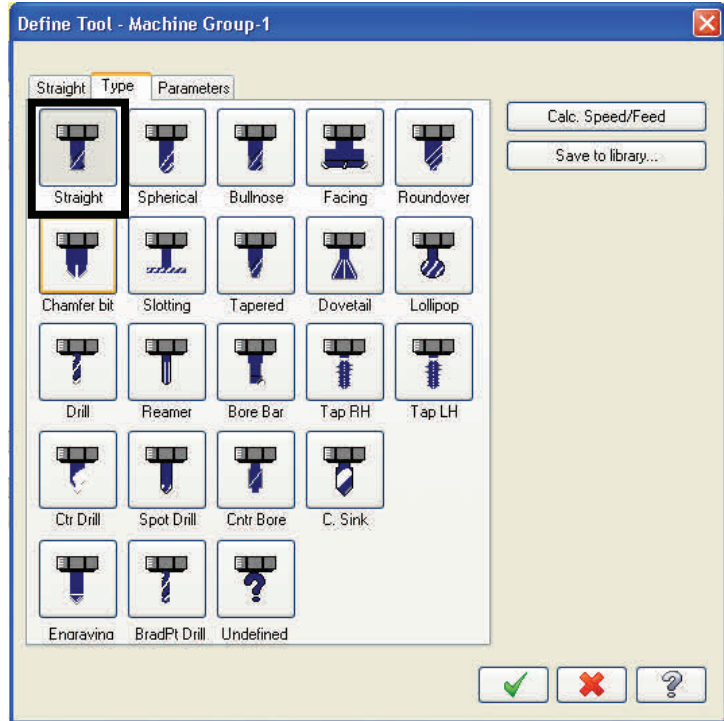 Define Tool - Machine Group-1
Straight Type Parameters
Calc. Speed/Feed
Save to library...
Straight Spherical Bullnose Facing Roundover
Chamfer bit Slotting Tapered Dovetail Lollipop
Drill Reamer Bore Bar Tap RH Tap LH
Ctr Drill Spot Drill Cntr Bore C. Sink
Engraving BradPt Drill Undefined